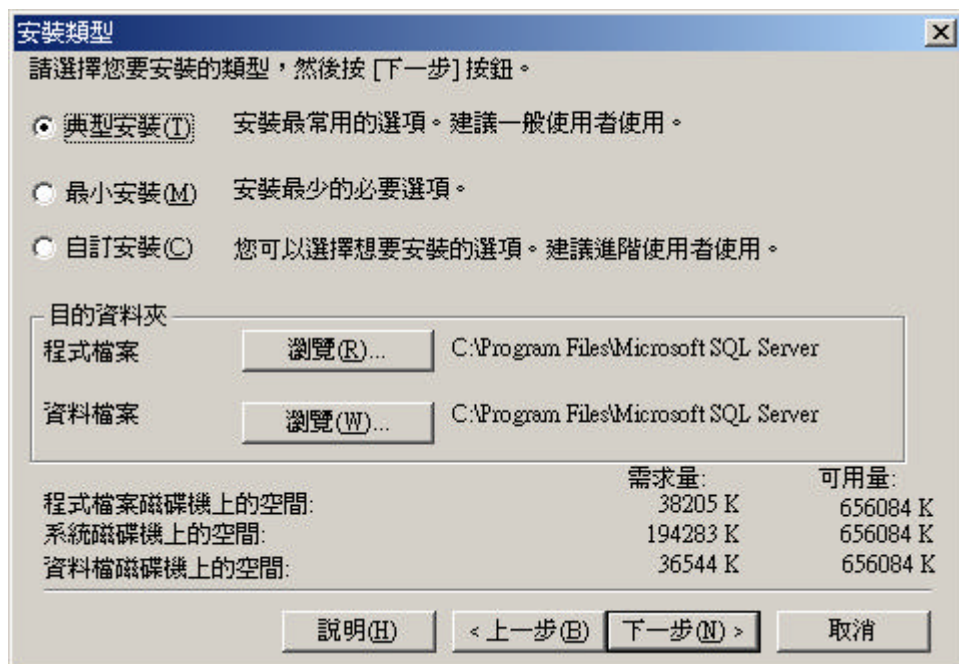 安裝類型
請選擇您要安裝的類型，然後按 [下一步] 按鈕。
典型安裝(T) 安裝最常用的選項。建議一般使用者使用。
最小安裝(M) 安裝最少的必要選項。
自訂安裝(C) 您可以選擇想要安裝的選項。建議進階使用者使用。
目的資料夾
程式檔案 瀏覽(R)... C:\Program Files\Microsoft SQL Server
資料檔案 瀏覽(W)... C:\Program Files\Microsoft SQL Server
需求量: 可用量:
程式檔案磁碟機上的空間: 38205 K 656084 K
系統磁碟機上的空間: 194283 K 656084 K
資料檔磁碟機上的空間: 36544 K 656084 K
說明(H) < 上一步(B) 下一步(N) > 取消